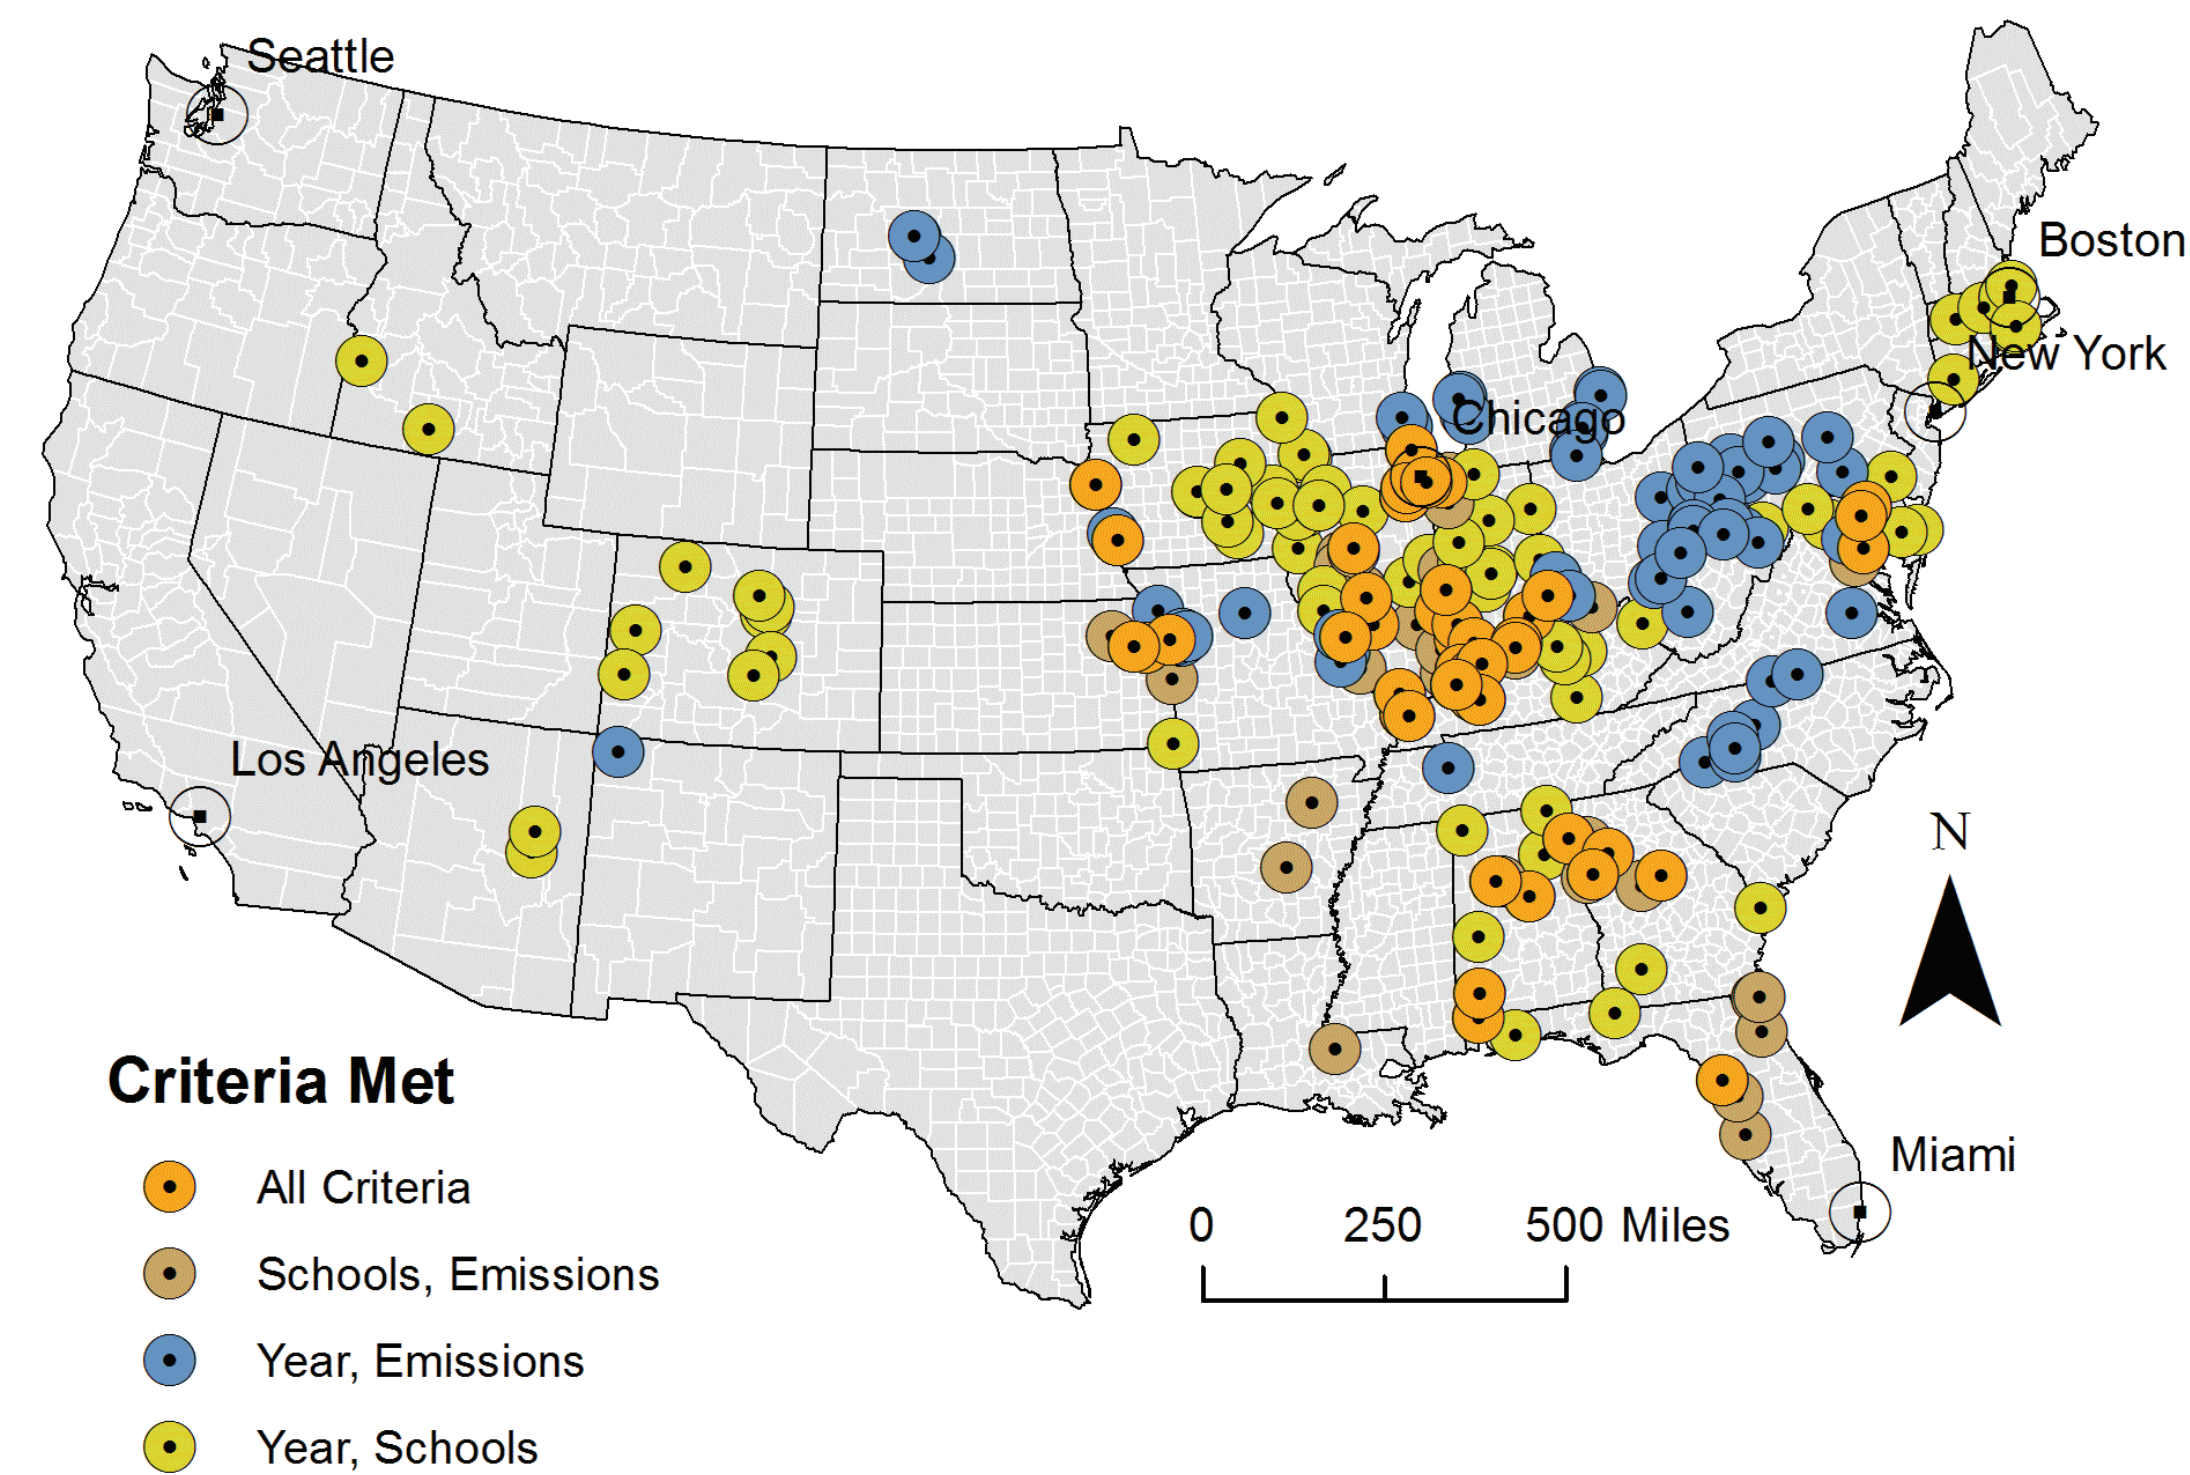 Seattle
Boston
New York
Chicago
Los Angeles
N
Miami
Criteria Met
All Criteria
Schools, Emissions
Year, Emissions
Year, Schools
0 250 500 Miles